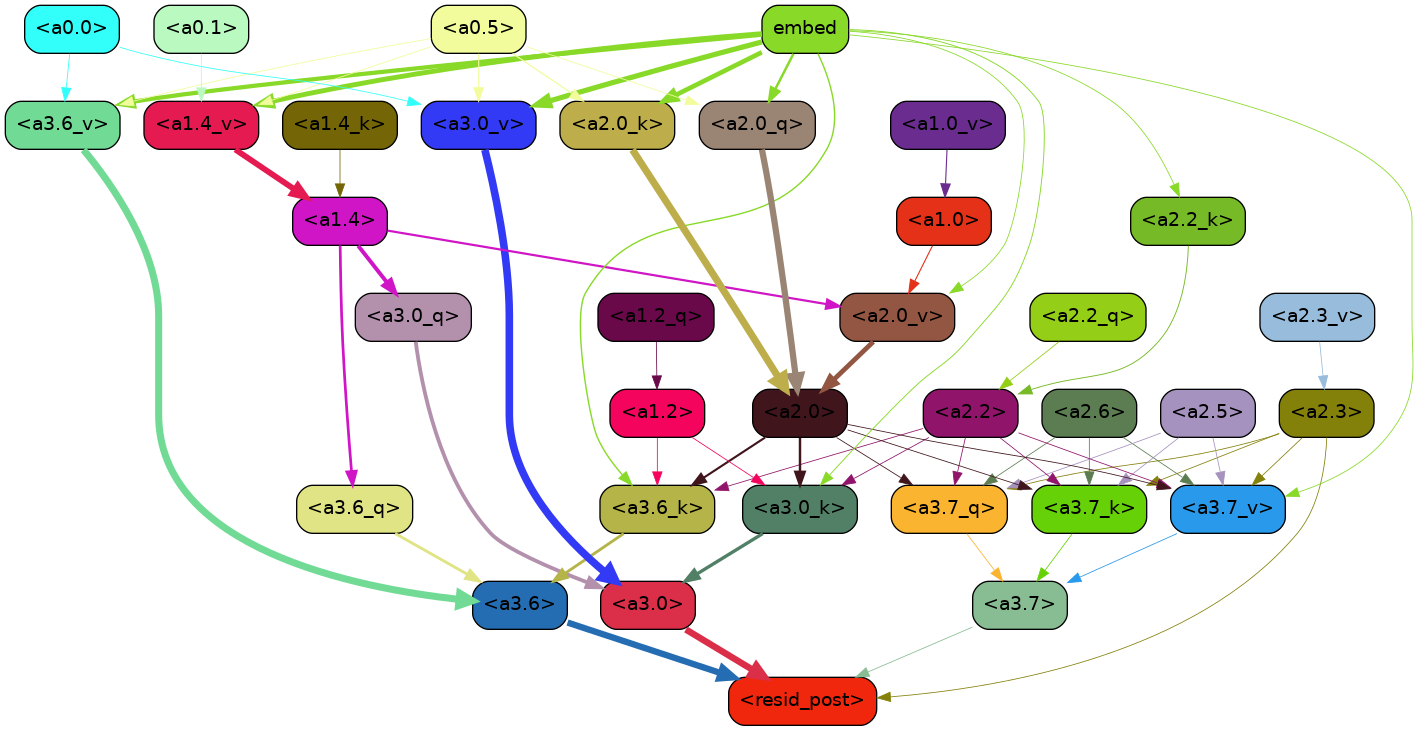 <a0.0>
<a0.1>
<a0.5>
embed
<a3.6_v>
<a1.4_v>
<a1.4_k>
<a3.0_v>
<a2.0_k>
<a2.0_q>
<a1.0_v>
<a1.4>
<a1.0>
<a2.2_k>
<a3.0_q>
<a1.2_q>
<a2.0_v>
<a2.2_q>
<a2.3_v>
<a1.2>
<a2.0>
<a2.2>
<a2.6>
<a2.5>
<a2.3>
<a3.6_q>
<a3.6_k>
<a3.0_k>
<a3.7_q>
<a3.7_k>
<a3.7_v>
<a3.6>
<a3.0>
<a3.7>
<resid_post>